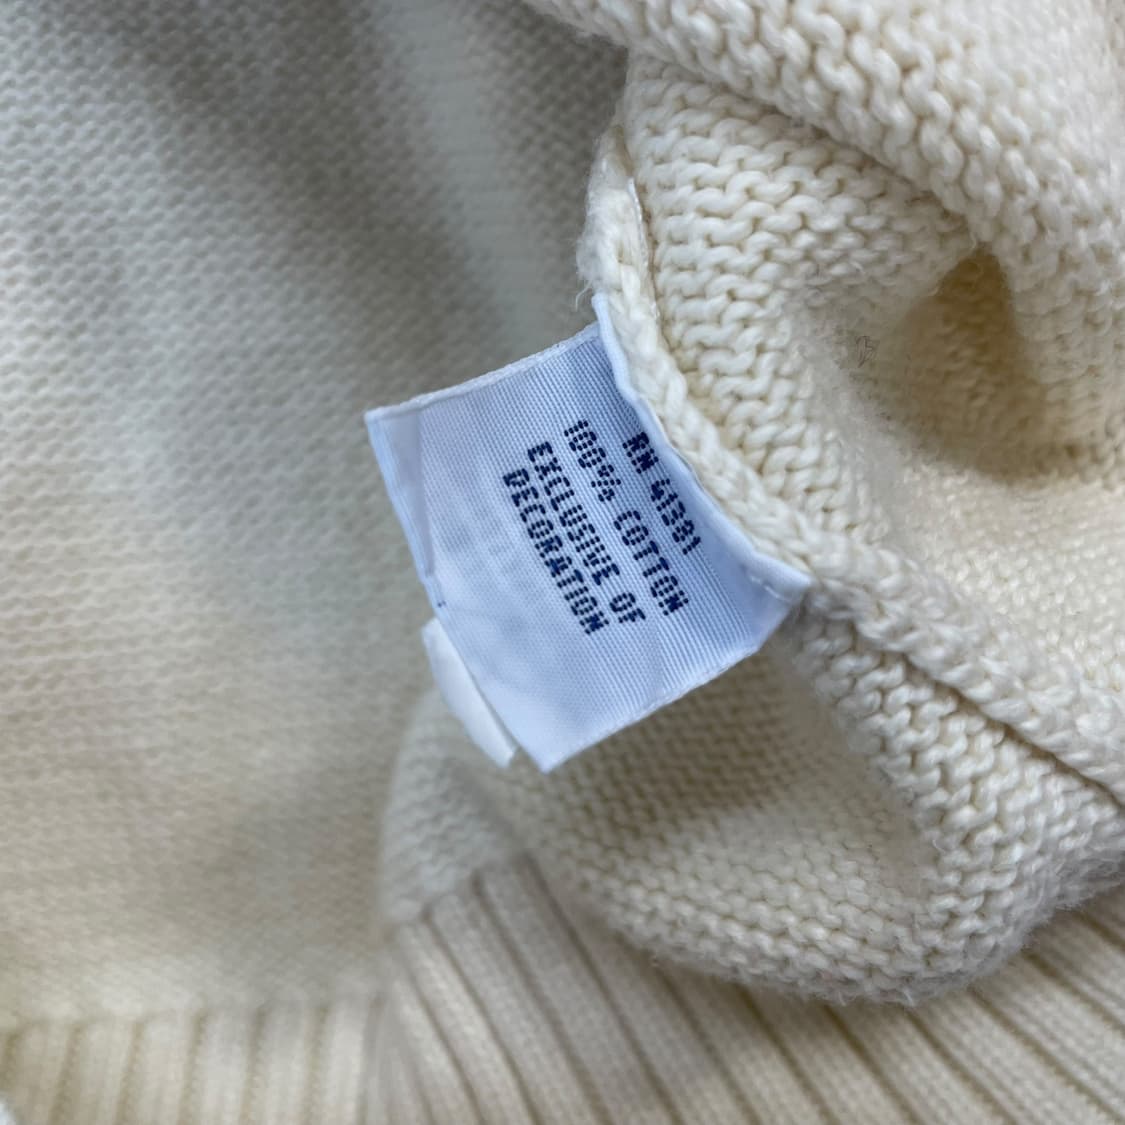 RN 41381
100% COTTON
EXCLUSIVE OF
DECORATION